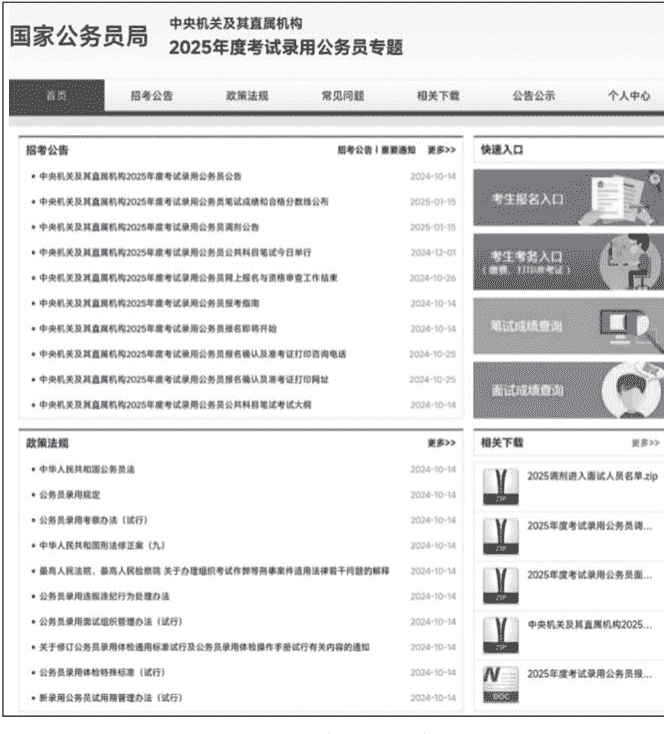 国家公务员局
中央机关及其直属机构
2025年度考试录用公务员专题
首页 招考公告 政策法规 常见问题 相关下载 公告公示 个人中心
招考公告 招考公告 | 重要通知 更多>>
• 中央机关及其直属机构2025年度考试录用公务员公告 2024-10-14
• 中央机关及其直属机构2025年度考试录用公务员笔试成绩和合格分数线公布 2025-01-15
• 中央机关及其直属机构2025年度考试录用公务员调剂公告 2025-01-15
• 中央机关及其直属机构2025年度考试录用公务员公共科目笔试今日举行 2024-12-01
• 中央机关及其直属机构2025年度考试录用公务员网上报名与资格审查工作结束 2024-10-26
• 中央机关及其直属机构2025年度考试录用公务员报考指南 2024-10-14
• 中央机关及其直属机构2025年度考试录用公务员报名即将开始 2024-10-14
• 中央机关及其直属机构2025年度考试录用公务员报名确认及准考证打印咨询电话 2024-10-25
• 中央机关及其直属机构2025年度考试录用公务员报名确认及准考证打印网址 2024-10-25
• 中央机关及其直属机构2025年度考试录用公务员公共科目笔试考试大纲 2024-10-14
快速入口
考生报名入口
考生考务入口
（缴费、打印准考证）
笔试成绩查询
面试成绩查询
政策法规 更多>>
• 中华人民共和国公务员法 2024-10-14
• 公务员录用规定 2024-10-14
• 公务员录用考察办法（试行） 2024-10-14
• 中华人民共和国刑法修正案（九） 2024-10-14
• 最高人民法院、最高人民检察院 关于办理组织考试作弊等刑事案件适用法律若干问题的解释 2024-10-14
• 公务员录用违规违纪行为处理办法 2024-10-14
• 公务员录用面试组织管理办法（试行） 2024-10-14
• 关于修订公务员录用体检通用标准试行及公务员录用体检操作手册试行有关内容的通知 2024-10-14
• 公务员录用体检特殊标准（试行） 2024-10-14
• 新录用公务员试用期管理办法（试行） 2024-10-14
相关下载 更多>>
2025调剂进入面试人员名单.zip
ZIP
2025年度考试录用公务员调...
ZIP
2025年度考试录用公务员面...
ZIP
中央机关及其直属机构2025...
ZIP
2025年度考试录用公务员报...
DOC